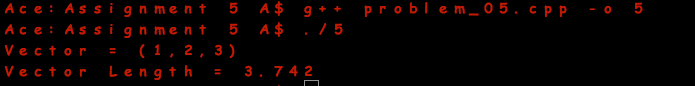 Ace:Assignment 5 A$ g++ problem_05.cpp -o 5
Ace:Assignment 5 A$ ./5
Vector = (1,2,3)
Vector Length = 3.742